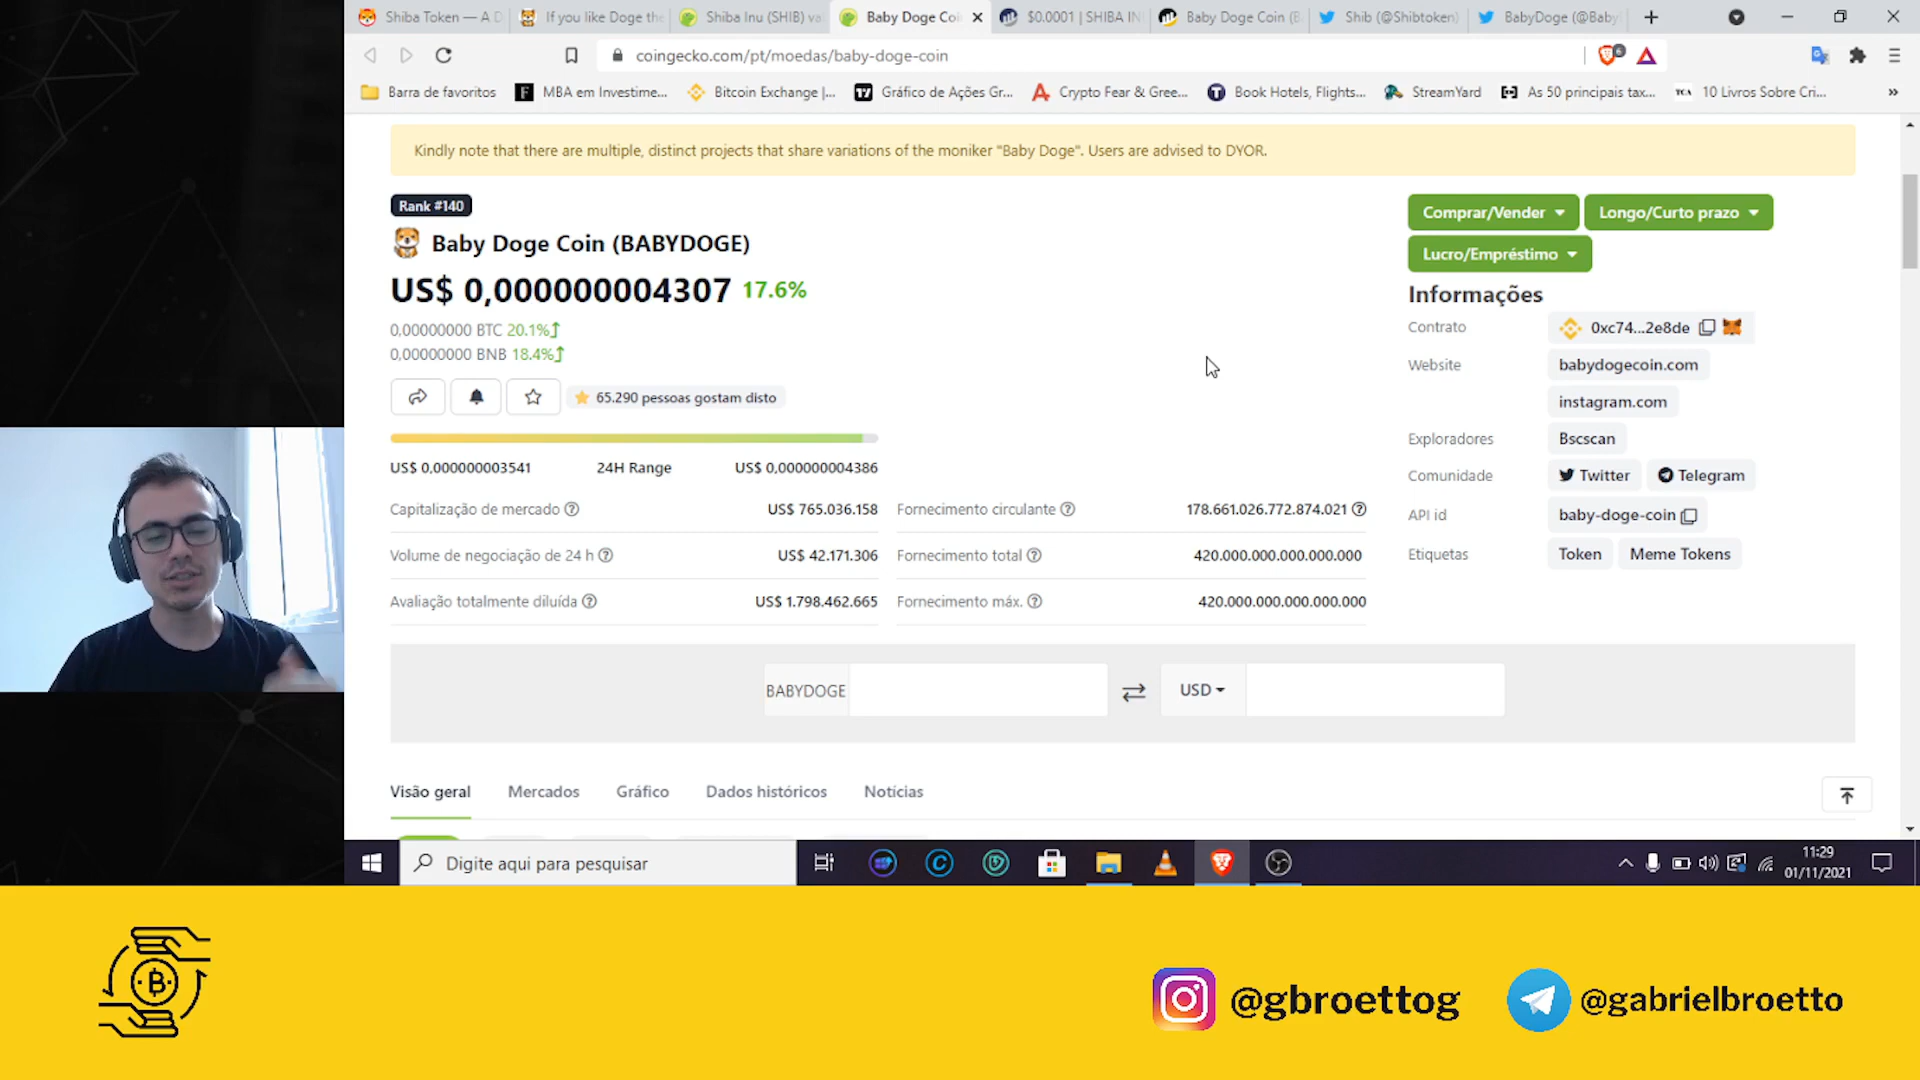 Shiba Token — A D
If you like Doge the
Shiba Inu (SHIB) va
Baby Doge Coi
$0.0001 | SHIBA IN
Baby Doge Coin (B
Shib (@Shibtoken)
BabyDoge (@Baby
coingecko.com/pt/moedas/baby-doge-coin
6
Barra de favoritos
MBA em Investime...
Bitcoin Exchange |...
Gráfico de Ações Gr...
Crypto Fear & Gree...
Book Hotels, Flights...
StreamYard
As 50 principais tax...
TCA
10 Livros Sobre Cri...
»
Kindly note that there are multiple, distinct projects that share variations of the moniker "Baby Doge". Users are advised to DYOR.
Rank #140
Baby Doge Coin (BABYDOGE)
US$ 0,000000004307 17.6%
0,00000000 BTC 20.1%
0,00000000 BNB 18.4%
65.290 pessoas gostam disto
US$ 0,000000003541 24H Range US$ 0,000000004386
Capitalização de mercado US$ 765.036.158
Fornecimento circulante 178.661.026.772.874.021
Volume de negociação de 24 h US$ 42.171.306
Fornecimento total 420.000.000.000.000.000
Avaliação totalmente diluída US$ 1.798.462.665
Fornecimento máx. 420.000.000.000.000.000
Comprar/Vender
Longo/Curto prazo
Lucro/Empréstimo
Informações
Contrato 0xc74...2e8de
Website babydogecoin.com
instagram.com
Exploradores Bscscan
Comunidade Twitter Telegram
API id baby-doge-coin
Etiquetas Token Meme Tokens
BABYDOGE
USD
Visão geral Mercados Gráfico Dados históricos Notícias
Digite aqui para pesquisar
11:29
01/11/2021
@gbroettog
@gabrielbroetto